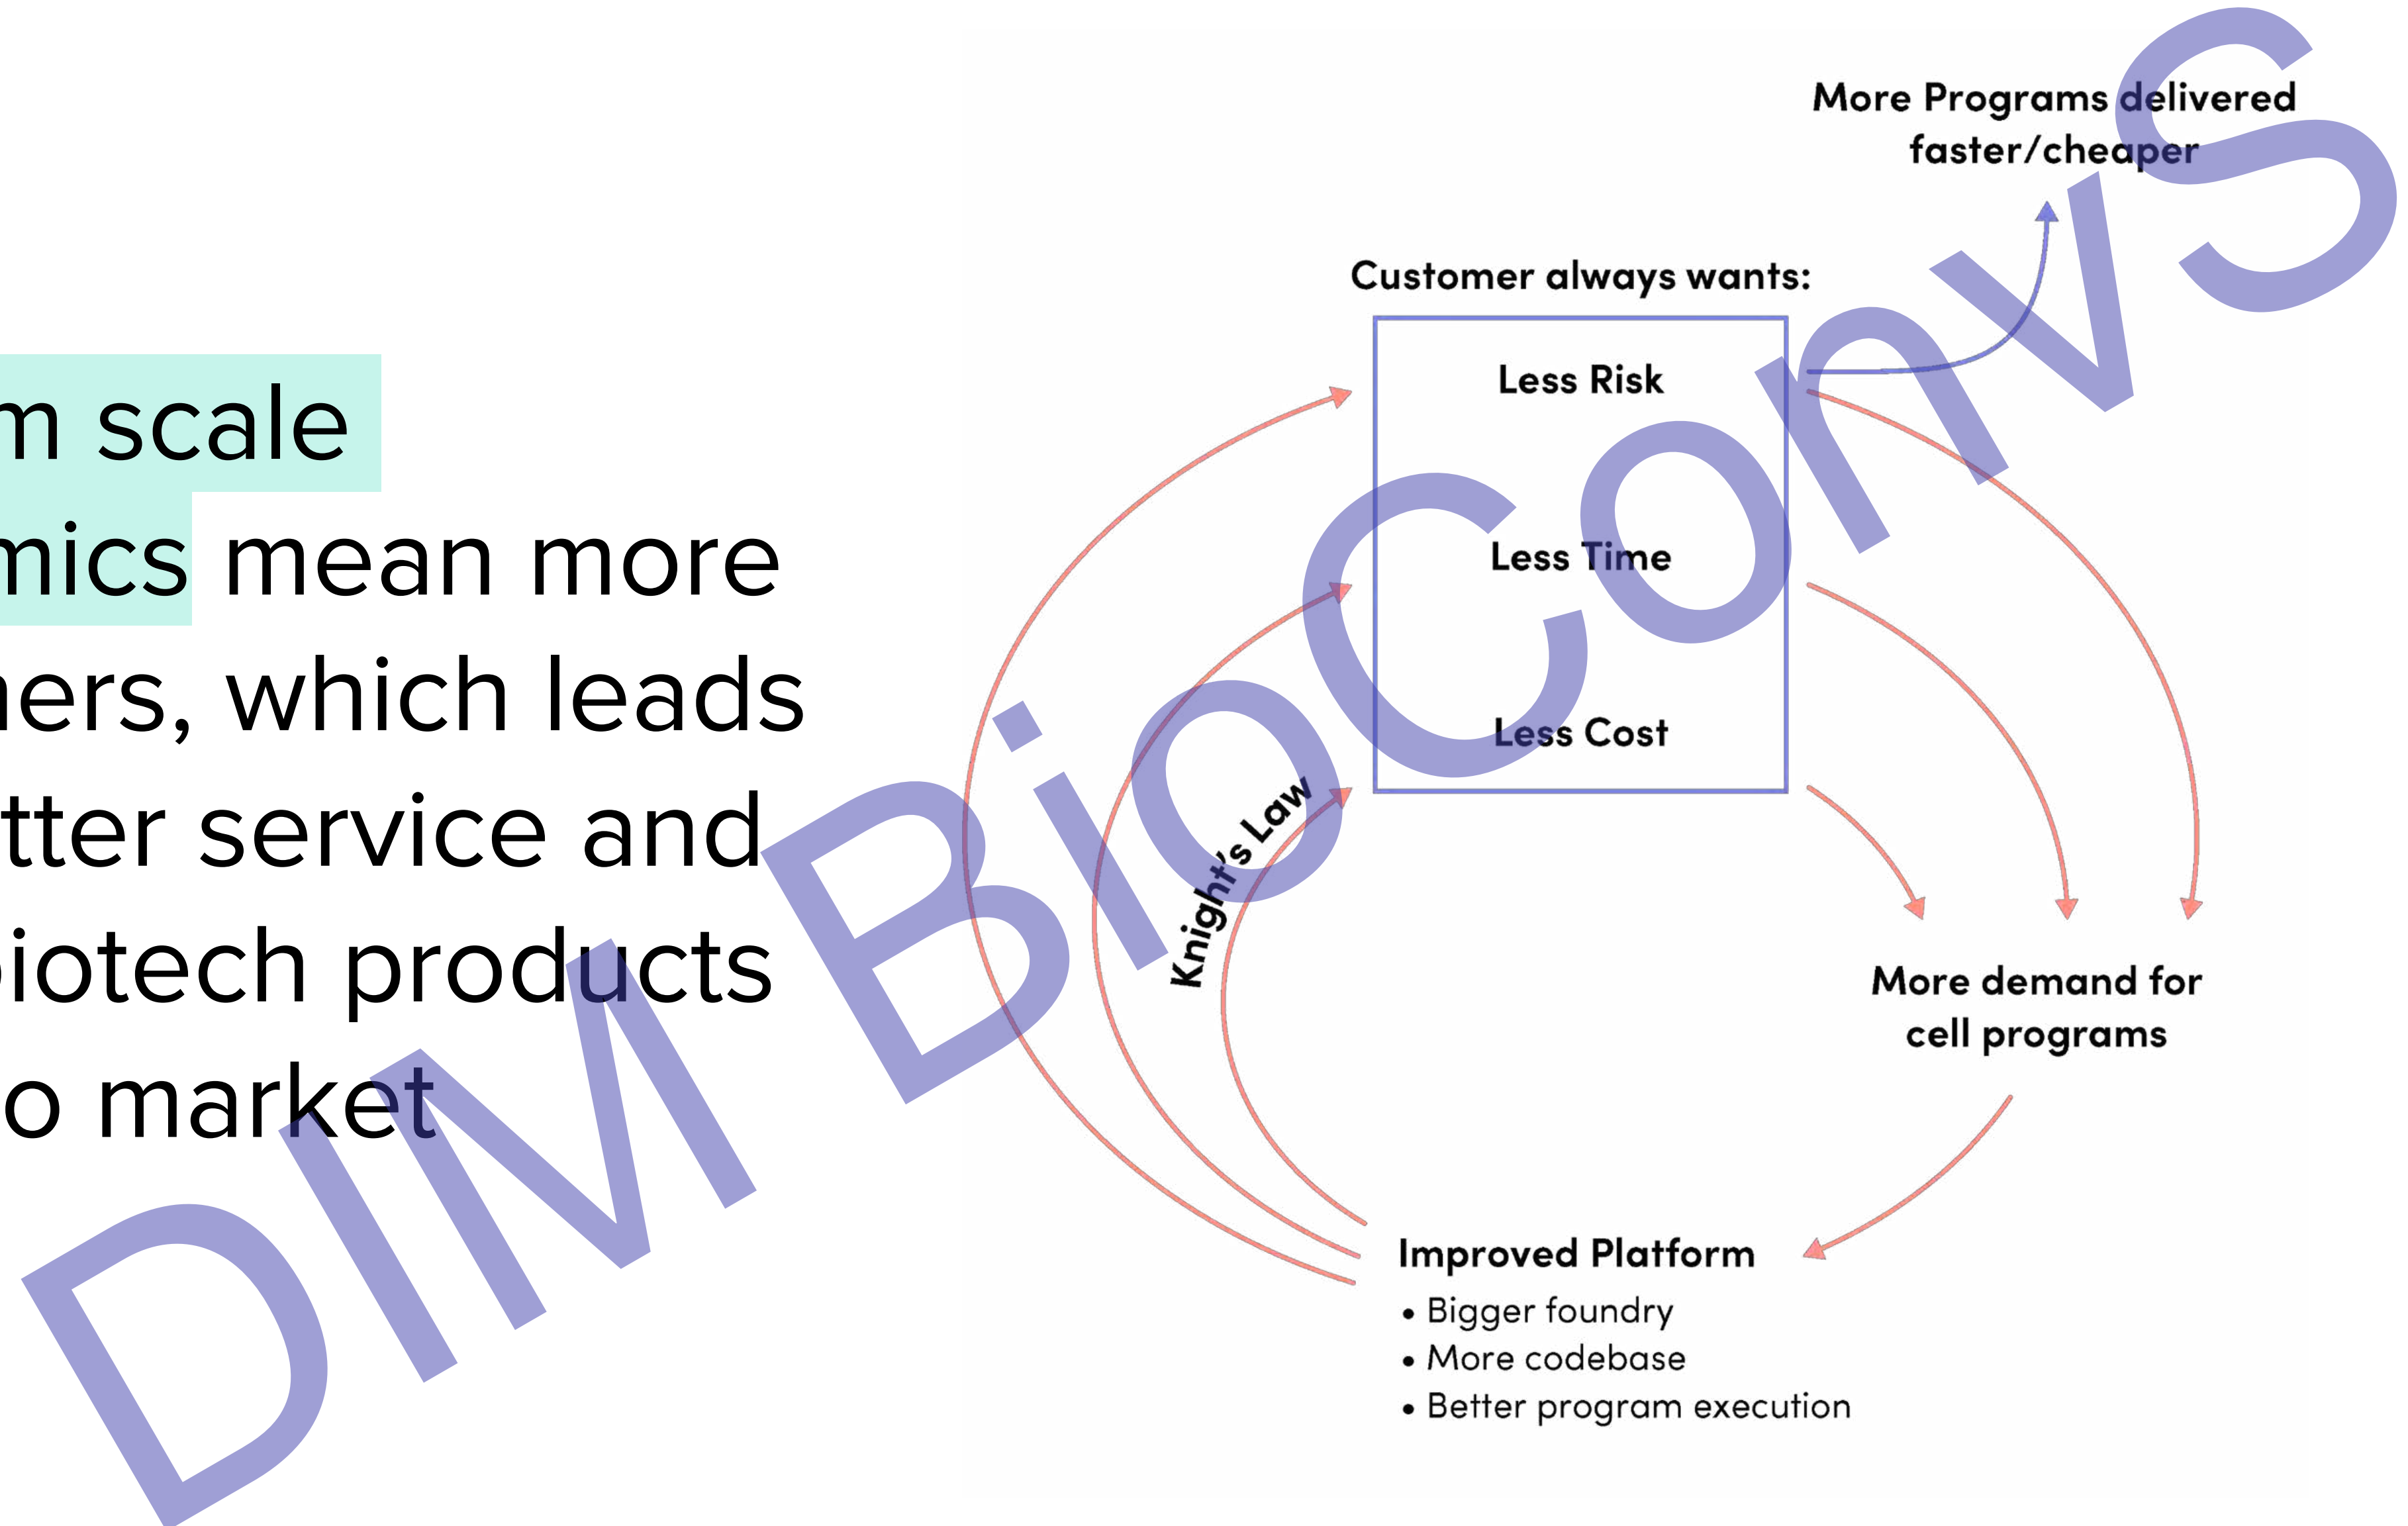 m scale
mics mean more
ners, which leads
tter service and
biotech products
o market
More Programs delivered
faster/cheaper
Customer always wants:
Less Risk
Less Time
Less Cost
Knight's Law
More demand for
cell programs
Improved Platform
• Bigger foundry
• More codebase
• Better program execution
DIM BioConvS